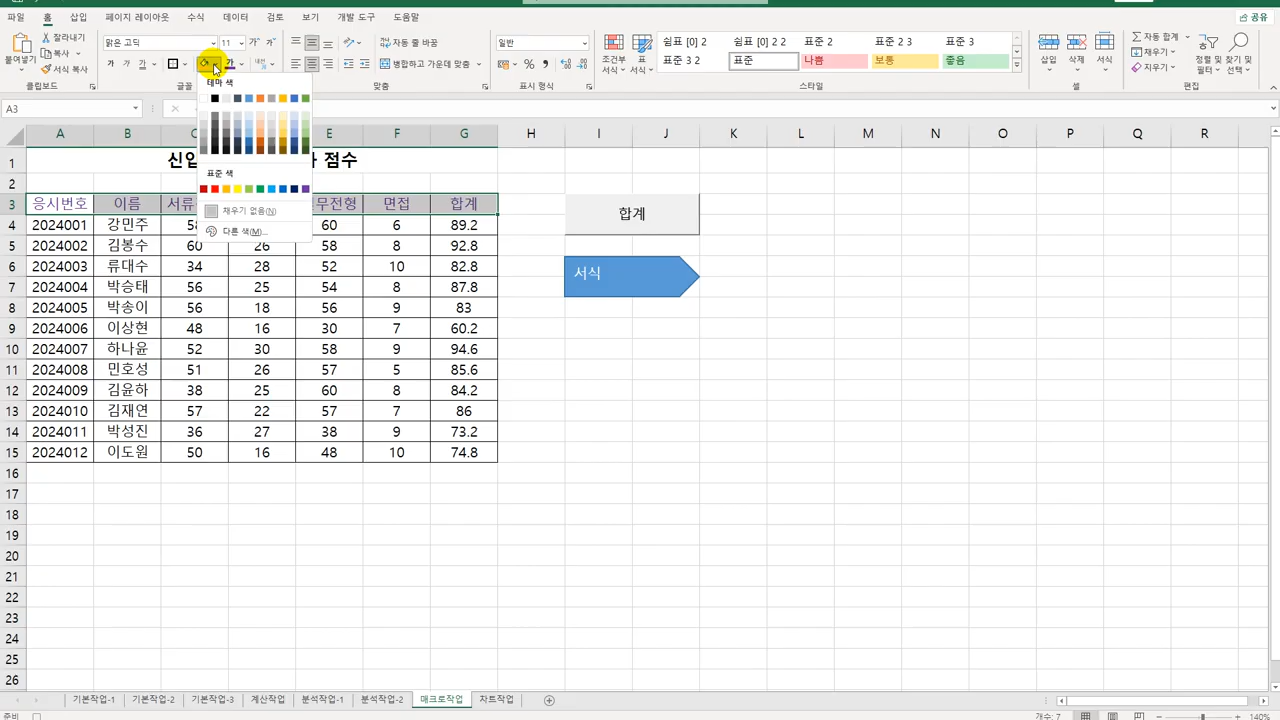 파일 홈 삽입 페이지 레이아웃 수식 데이터 검토 보기 개발 도구 도움말 공유
잘라내기 맑은 고딕 11 자동 줄 바꿈 일반 쉼표 [0] 2 쉼표 [0] 2 2 표준 2 표준 2 3 표준 3 자동 합계
붙여넣기 복사 병합하고 가운데 맞춤 조건부 서식 표 서식 표준 3 2 표준 나쁨 보통 좋음 삽입 삭제 서식 채우기 정렬 및 필터 찾기 및 선택
서식 복사 지우기
클립보드 글꼴 맞춤 표시 형식 스타일 셀 편집
테마 색
표준 색
채우기 없음(N)
다른 색(M)...
A3
A B C E F G H I J K L M N O P Q R
1 신입 점수
2
3 응시번호 이름 서류 무전형 면접 합계 합계
4 2024001 강민주 60 6 89.2
5 2024002 김봉수 60 26 58 8 92.8
6 2024003 류대수 34 28 52 10 82.8 서식
7 2024004 박승태 56 25 54 8 87.8
8 2024005 박송이 56 18 56 9 83
9 2024006 이상현 48 16 30 7 60.2
10 2024007 하나윤 52 30 58 9 94.6
11 2024008 민호성 51 26 57 5 85.6
12 2024009 김윤하 38 25 60 8 84.2
13 2024010 김재연 57 22 57 7 86
14 2024011 박성진 36 27 38 9 73.2
15 2024012 이도원 50 16 48 10 74.8
16
17
18
19
20
21
22
23
24
25
26
기본작업-1 기본작업-2 기본작업-3 계산작업 분석작업-1 분석작업-2 매크로작업 차트작업
준비 개수: 7 140%